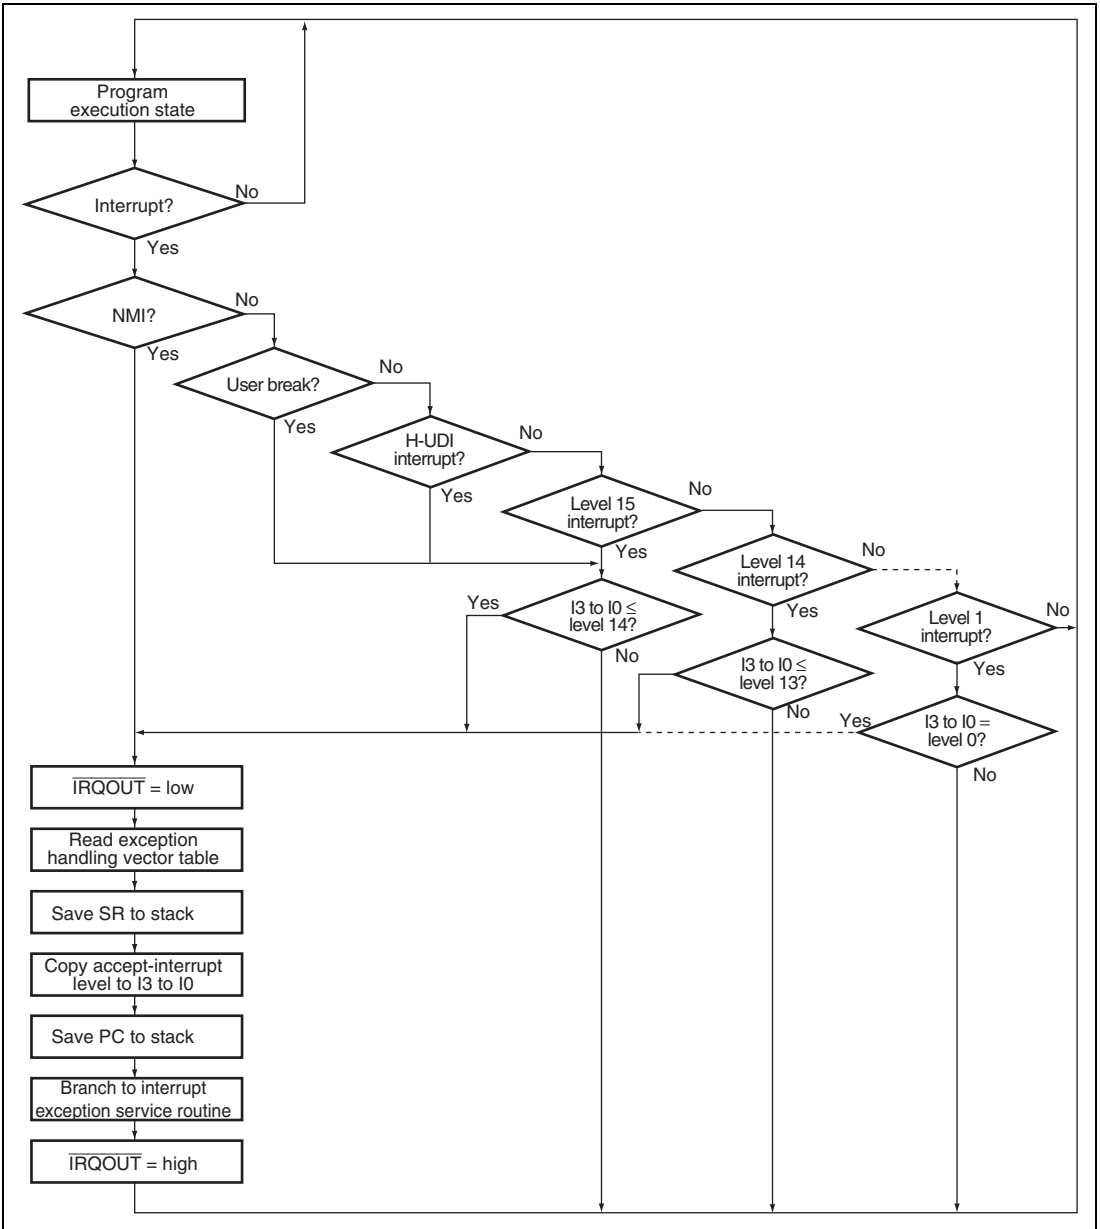 Program
execution state
Interrupt?
No
Yes
NMI?
No
Yes
User break?
No
Yes
H-UDI
interrupt?
No
Yes
Level 15
interrupt?
No
Yes
Level 14
interrupt?
No
Yes
Level 1
interrupt?
No
Yes
I3 to I0 ≦
level 14?
Yes
No
I3 to I0 ≦
level 13?
No
I3 to I0 =
level 0?
Yes
No
I̅R̅Q̅O̅U̅T̅ = low
Read exception
handling vector table
Save SR to stack
Copy accept-interrupt
level to I3 to I0
Save PC to stack
Branch to interrupt
exception service routine
I̅R̅Q̅O̅U̅T̅ = high